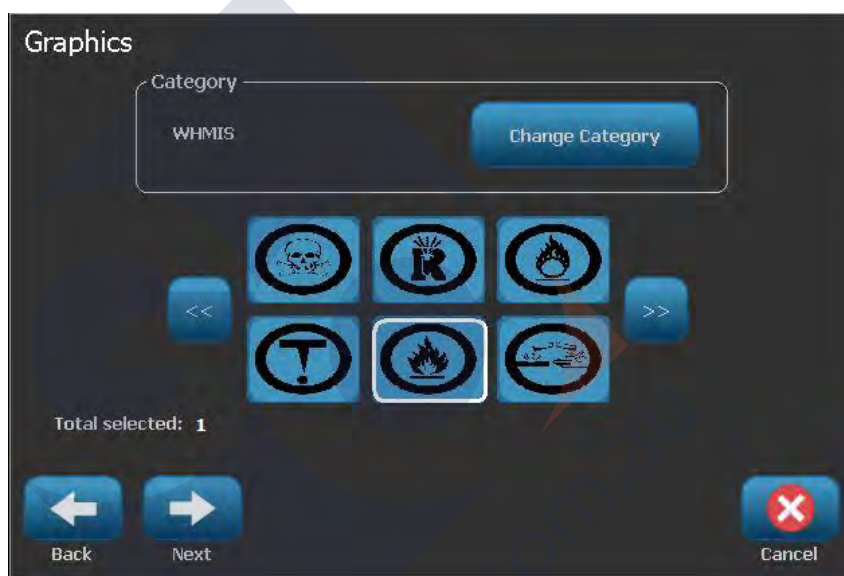 Graphics
Category
WHMIS
Change Category
R
<<
>>
T
Total selected: 1
Back
Next
Cancel